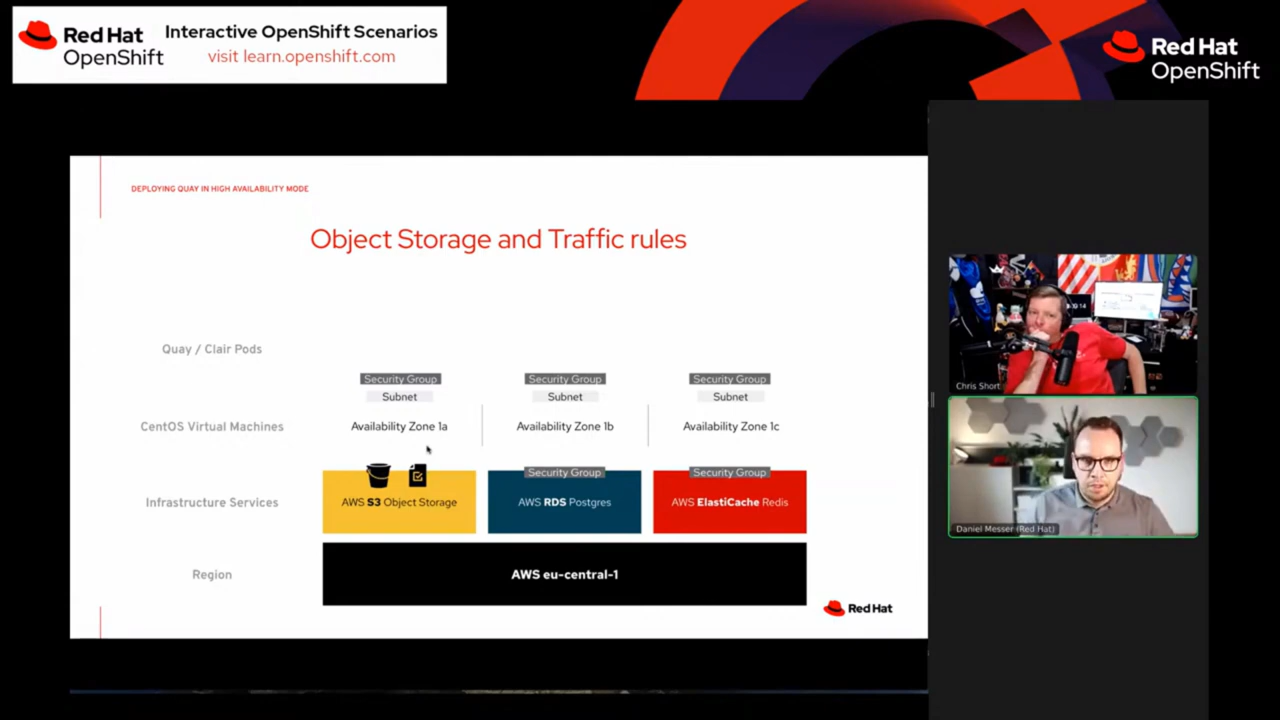 Red Hat
OpenShift
Interactive OpenShift Scenarios
visit learn.openshift.com
Red Hat
OpenShift
DEPLOYING QUAY IN HIGH AVAILABILITY MODE
Object Storage and Traffic rules
Quay / Clair Pods
Security Group
Security Group
Security Group
Subnet
Subnet
Subnet
CentOS Virtual Machines
Availability Zone 1a
Availability Zone 1b
Availability Zone 1c
Security Group
Security Group
Infrastructure Services
AWS S3 Object Storage
AWS RDS Postgres
AWS ElastiCache Redis
Region
AWS eu-central-1
Red Hat
Chris Short
Daniel Messer (Red Hat)